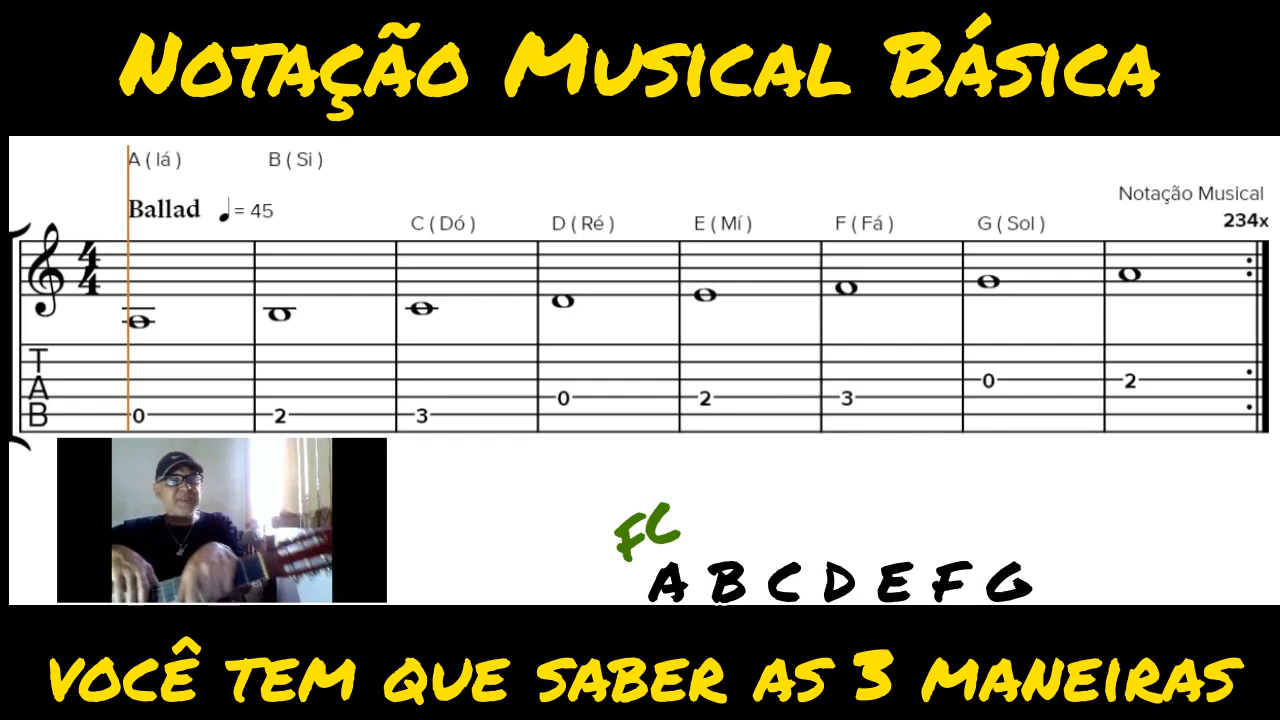 Notação Musical Básica
A ( lá ) B ( Si )
Ballad = 45
Notação Musical
234x
C ( Dó ) D ( Ré ) E ( Mí ) F ( Fá ) G ( Sol )
4
4
T
A
B
0 2 3 0 2 3 0 2
FC
A B C D E F G
você tem que saber as 3 maneiras